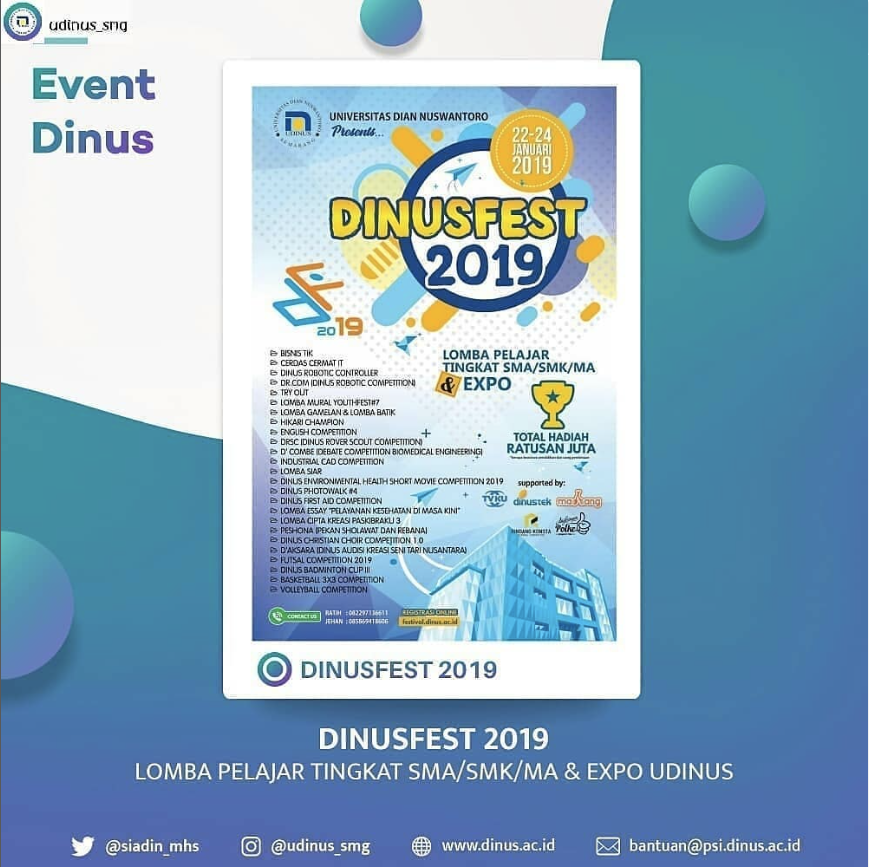 udinus_smg
Event
Dinus
UNIVERSITAS DIAN NUSWANTORO
UDINUS
SEMARANG
UNIVERSITAS DIAN NUSWANTORO
Presents...
22-24
JANUARI
2019
DINUSFEST
2019
2019
BISNIS TIK
CERDAS CERMAT IT
DINUS ROBOTIC CONTROLLER
DR.COM (DINUS ROBOTIC COMPETITION)
TRY OUT
LOMBA MURAL YOUTHFEST#7
LOMBA GAMELAN & LOMBA BATIK
HIKARI CHAMPION
ENGLISH COMPETITION
DRSC (DINUS ROVER SCOUT COMPETITION)
D' COMBE (DEBATE COMPETITION BIOMEDICAL ENGINEERING)
INDUSTRIAL CAD COMPETITION
LOMBA SIAR
DINUS ENVIRONMENTAL HEALTH SHORT MOVIE COMPETITION 2019
DINUS PHOTOWALK #4
DINUS FIRST AID COMPETITION
LOMBA ESSAY "PELAYANAN KESEHATAN DI MASA KINI"
LOMBA CIPTA KREASI PASKIBRAKU 3
PESHONA (PEKAN SHOLAWAT DAN REBANA)
DINUS CHRISTIAN CHOIR COMPETITION 1.0
D'AKSARA (DINUS AUDISI KREASI SENI TARI NUSANTARA)
FUTSAL COMPETITION 2019
DINUS BADMINTON CUP III
BASKETBALL 3X3 COMPETITION
VOLLEYBALL COMPETITION
LOMBA PELAJAR
TINGKAT SMA/SMK/MA
& EXPO
TOTAL HADIAH
RATUSAN JUTA
supported by:
TVKU dinustek
CONTACT US
RATIH : 082297136611
JEHAN : 085869418606
REGISTRASI ONLINE
festival.dinus.ac.id
DINUSFEST 2019
DINUSFEST 2019
LOMBA PELAJAR TINGKAT SMA/SMK/MA & EXPO UDINUS
@siadin_mhs @udinus_smg www.dinus.ac.id bantuan@psi.dinus.ac.id